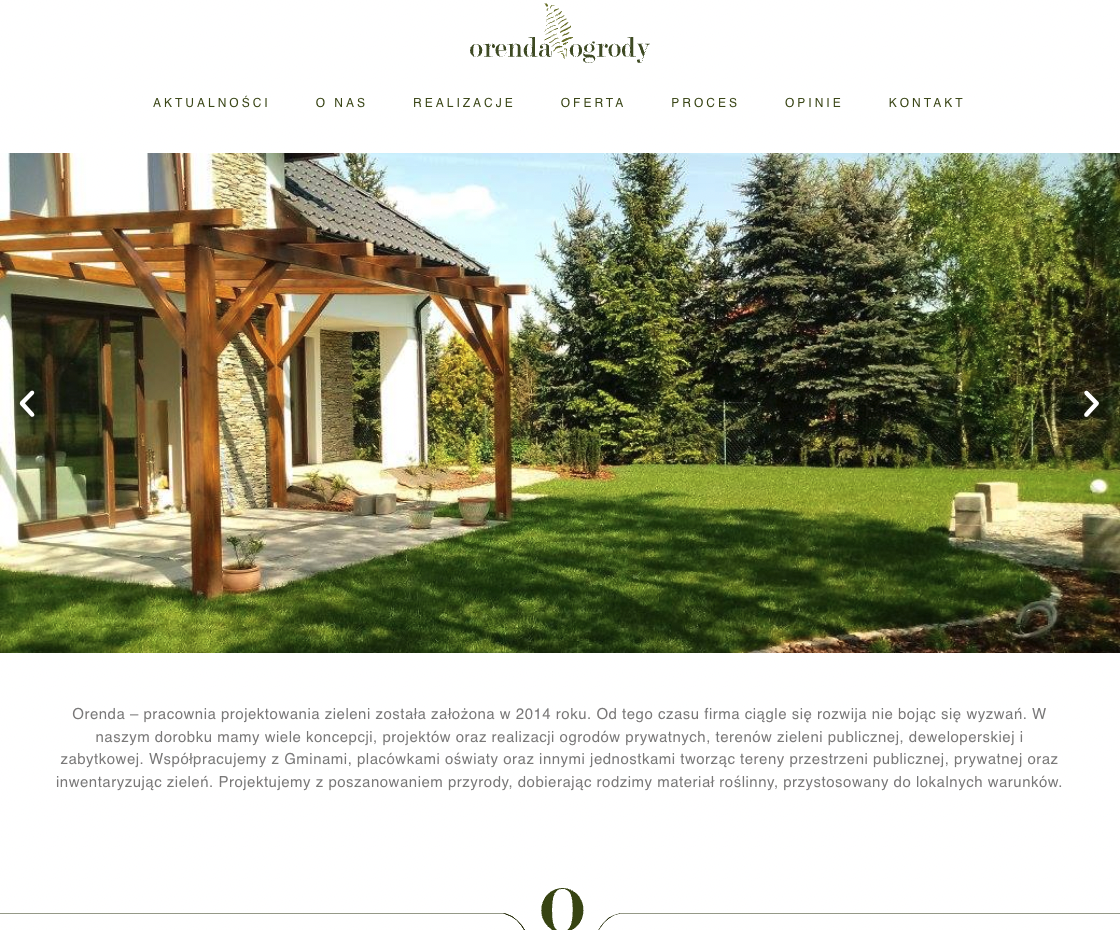 orenda ogrody
AKTUALNOŚCI O NAS REALIZACJE OFERTA PROCES OPINIE KONTAKT
Orenda – pracownia projektowania zieleni została założona w 2014 roku. Od tego czasu firma ciągle się rozwija nie bojąc się wyzwań. W
naszym dorobku mamy wiele koncepcji, projektów oraz realizacji ogrodów prywatnych, terenów zieleni publicznej, deweloperskiej i
zabytkowej. Współpracujemy z Gminami, placówkami oświaty oraz innymi jednostkami tworząc tereny przestrzeni publicznej, prywatnej oraz
inwentaryzując zieleń. Projektujemy z poszanowaniem przyrody, dobierając rodzimy materiał roślinny, przystosowany do lokalnych warunków.
O